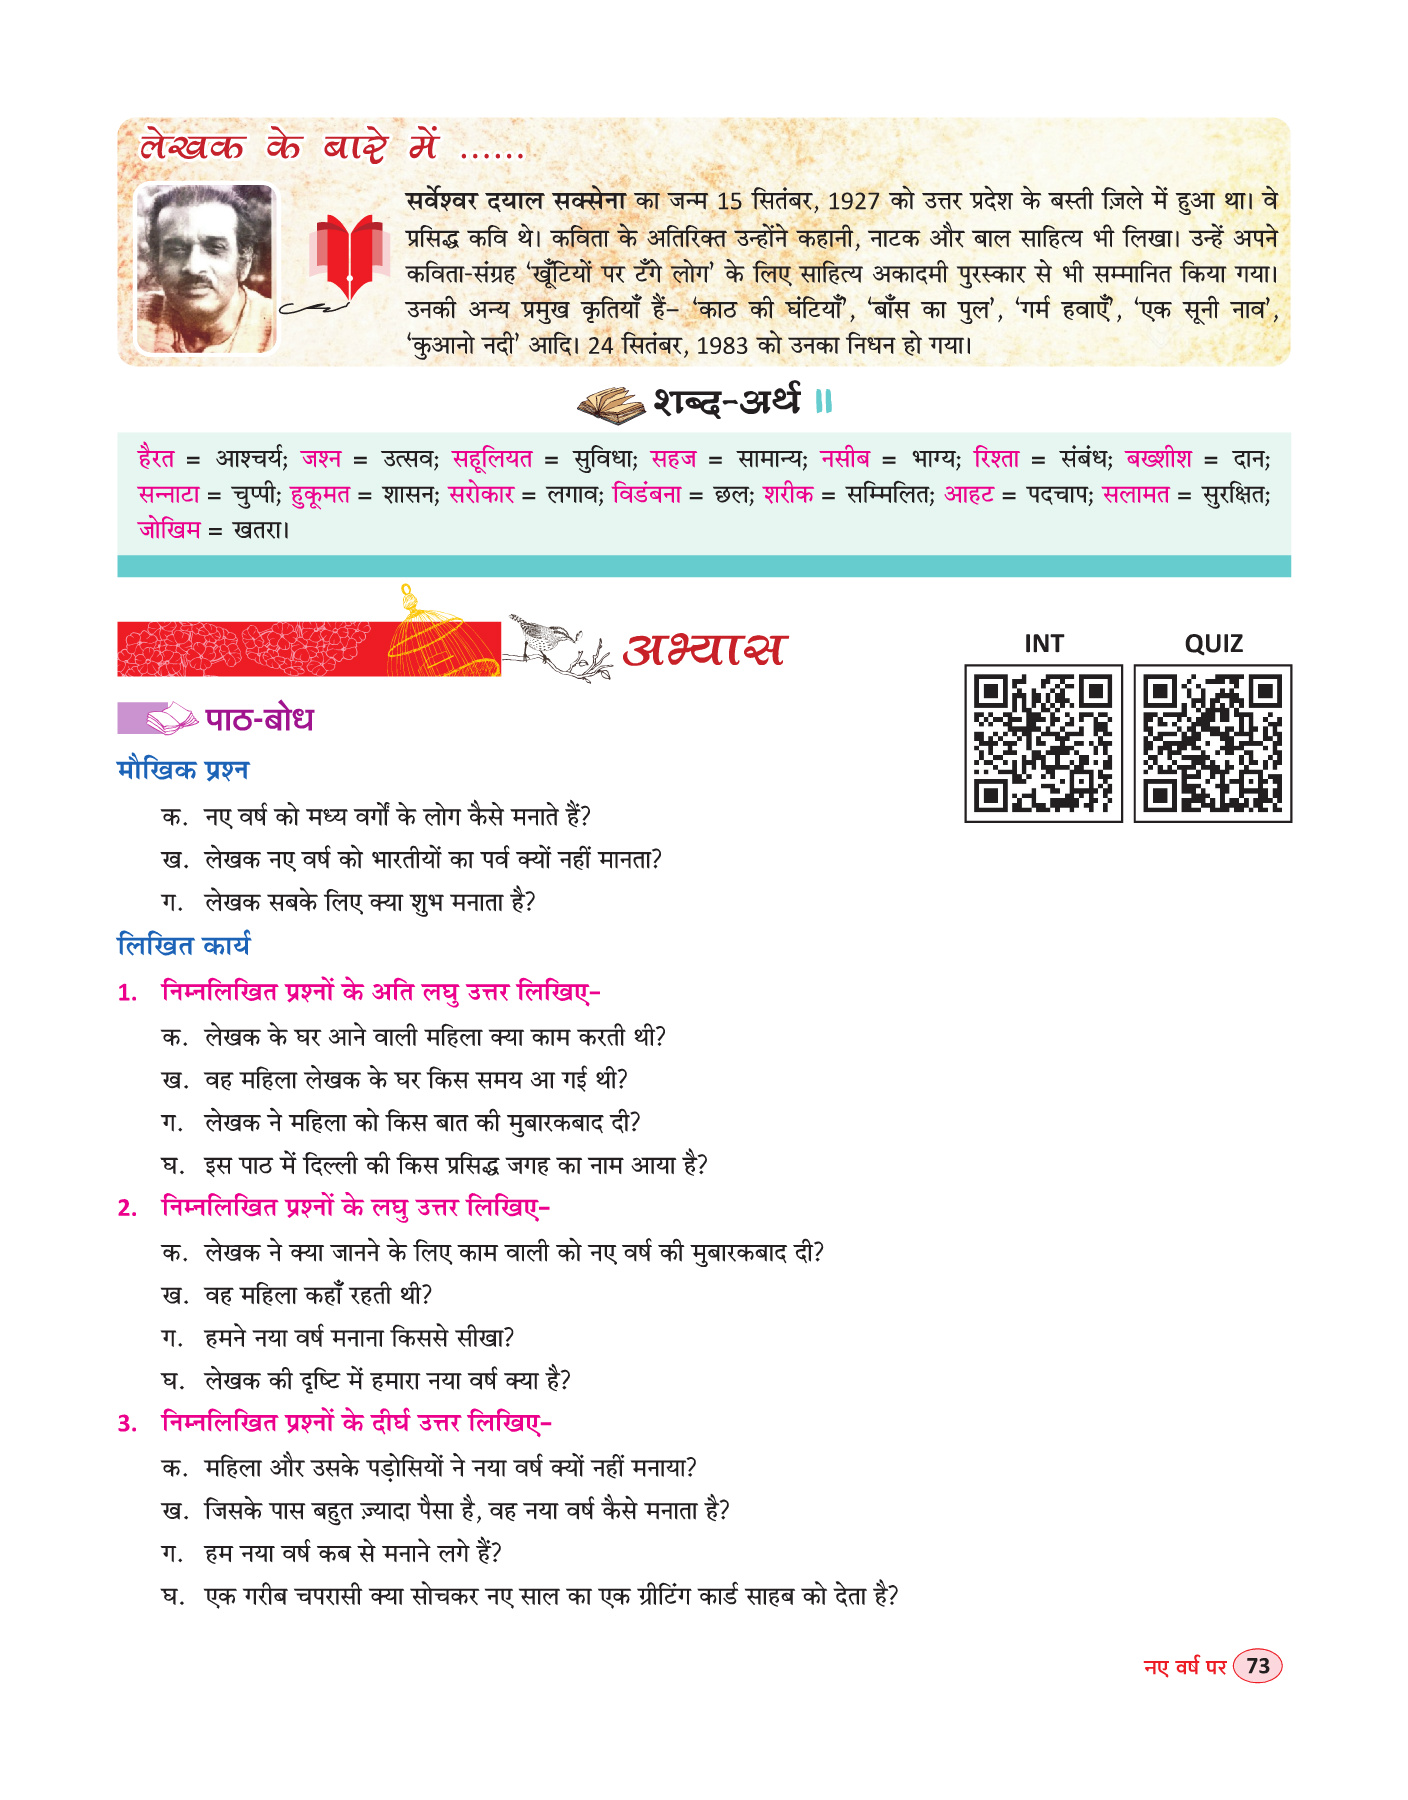 लेखक के बारे में ......
सर्वेश्वर दयाल सक्सेना का जन्म 15 सितंबर, 1927 को उत्तर प्रदेश के बस्ती ज़िले में हुआ था। वे
प्रसिद्ध कवि थे। कविता के अतिरिक्त उन्होंने कहानी, नाटक और बाल साहित्य भी लिखा। उन्हें अपने
कविता-संग्रह ‘खूँटियों पर टँगे लोग’ के लिए साहित्य अकादमी पुरस्कार से भी सम्मानित किया गया।
उनकी अन्य प्रमुख कृतियाँ हैं– ‘काठ की घंटियाँ’, ‘बाँस का पुल’, ‘गर्म हवाएँ’, ‘एक सूनी नाव’,
‘कुआनो नदी’ आदि। 24 सितंबर, 1983 को उनका निधन हो गया।
शब्द-अर्थ
हैरत = आश्चर्य; जश्न = उत्सव; सहूलियत = सुविधा; सहज = सामान्य; नसीब = भाग्य; रिश्ता = संबंध; बख्शीश = दान;
सन्नाटा = चुप्पी; हुकूमत = शासन; सरोकार = लगाव; विडंबना = छल; शरीक = सम्मिलित; आहट = पदचाप; सलामत = सुरक्षित;
जोखिम = खतरा।
अभ्यास
INT QUIZ
पाठ-बोध
मौखिक प्रश्न
क. नए वर्ष को मध्य वर्गों के लोग कैसे मनाते हैं?
ख. लेखक नए वर्ष को भारतीयों का पर्व क्यों नहीं मानता?
ग. लेखक सबके लिए क्या शुभ मनाता है?
लिखित कार्य
1. निम्नलिखित प्रश्नों के अति लघु उत्तर लिखिए–
क. लेखक के घर आने वाली महिला क्या काम करती थी?
ख. वह महिला लेखक के घर किस समय आ गई थी?
ग. लेखक ने महिला को किस बात की मुबारकबाद दी?
घ. इस पाठ में दिल्ली की किस प्रसिद्ध जगह का नाम आया है?
2. निम्नलिखित प्रश्नों के लघु उत्तर लिखिए–
क. लेखक ने क्या जानने के लिए काम वाली को नए वर्ष की मुबारकबाद दी?
ख. वह महिला कहाँ रहती थी?
ग. हमने नया वर्ष मनाना किससे सीखा?
घ. लेखक की दृष्टि में हमारा नया वर्ष क्या है?
3. निम्नलिखित प्रश्नों के दीर्घ उत्तर लिखिए–
क. महिला और उसके पड़ोसियों ने नया वर्ष क्यों नहीं मनाया?
ख. जिसके पास बहुत ज़्यादा पैसा है, वह नया वर्ष कैसे मनाता है?
ग. हम नया वर्ष कब से मनाने लगे हैं?
घ. एक गरीब चपरासी क्या सोचकर नए साल का एक ग्रीटिंग कार्ड साहब को देता है?
नए वर्ष पर 73